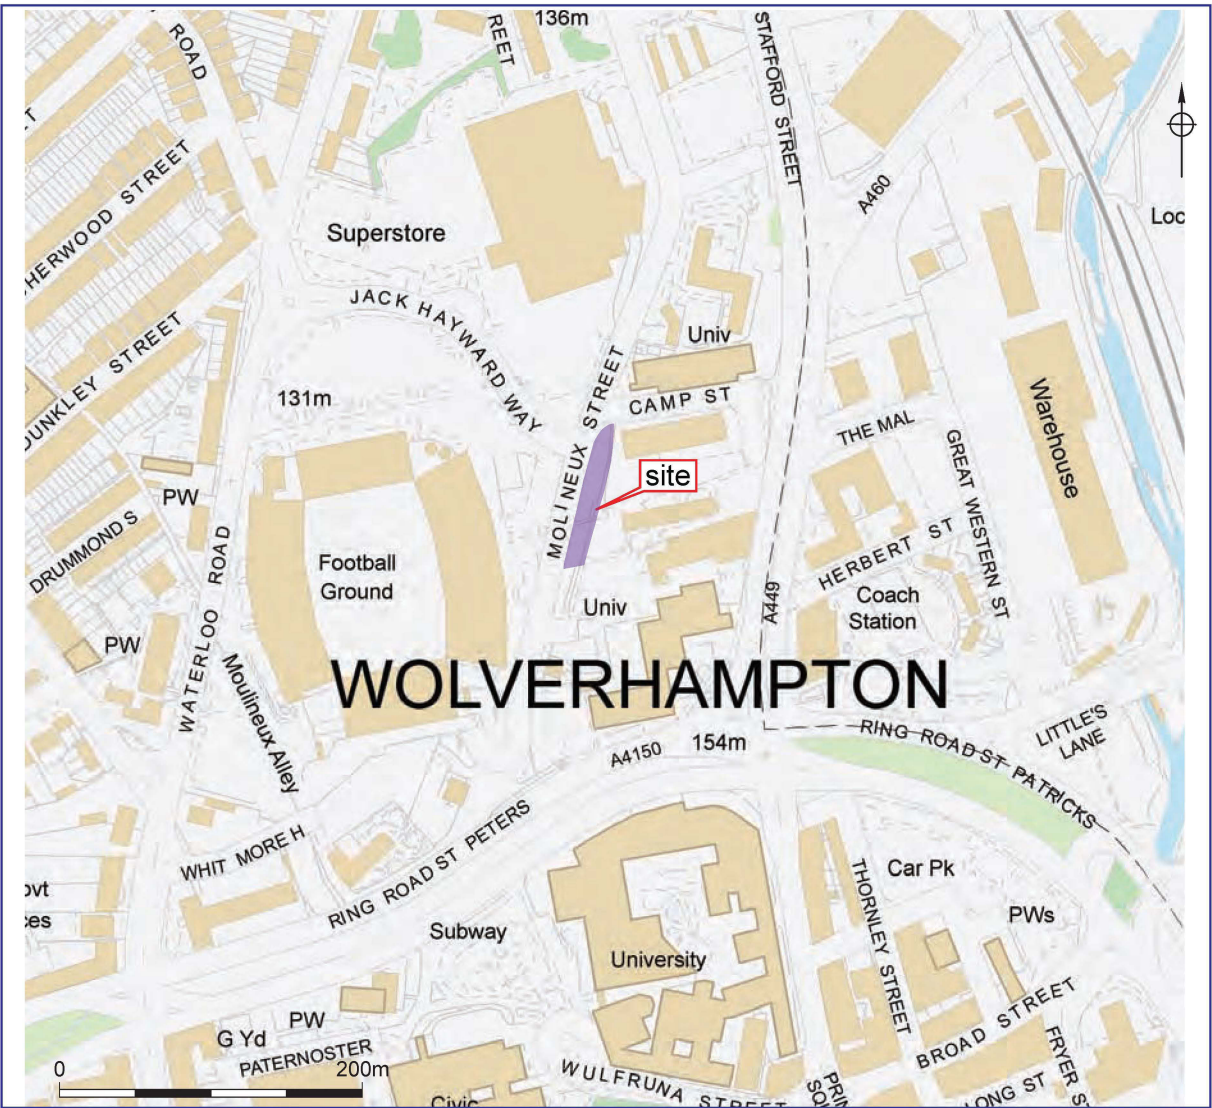 136m
ROAD
REET
STAFFORD STREET
A460
HERWOOD STREET
Superstore
Loc
JACK HAYWARD WAY
Univ
DUNKLEY STREET
131m
MOLINEUX STREET
CAMP ST
THE MAL
Warehouse
GREAT WESTERN ST
PW
site
DRUMMOND S
WATERLOO ROAD
Football
Ground
HERBERT ST
A449
Coach
Station
Univ
PW
Moulineux Alley
WOLVERHAMPTON
A4150
154m
RING ROAD ST PATRICKS
LITTLE'S
LANE
WHIT MORE H
RING ROAD ST PETERS
Car Pk
THORNLEY STREET
PWs
ovt
ces
Subway
University
PW
G Yd
PATERNOSTER
BROAD STREET
FRYER S
WULFRUNA STREET
PRIN
SQU
LONG ST
Civic
0
200m